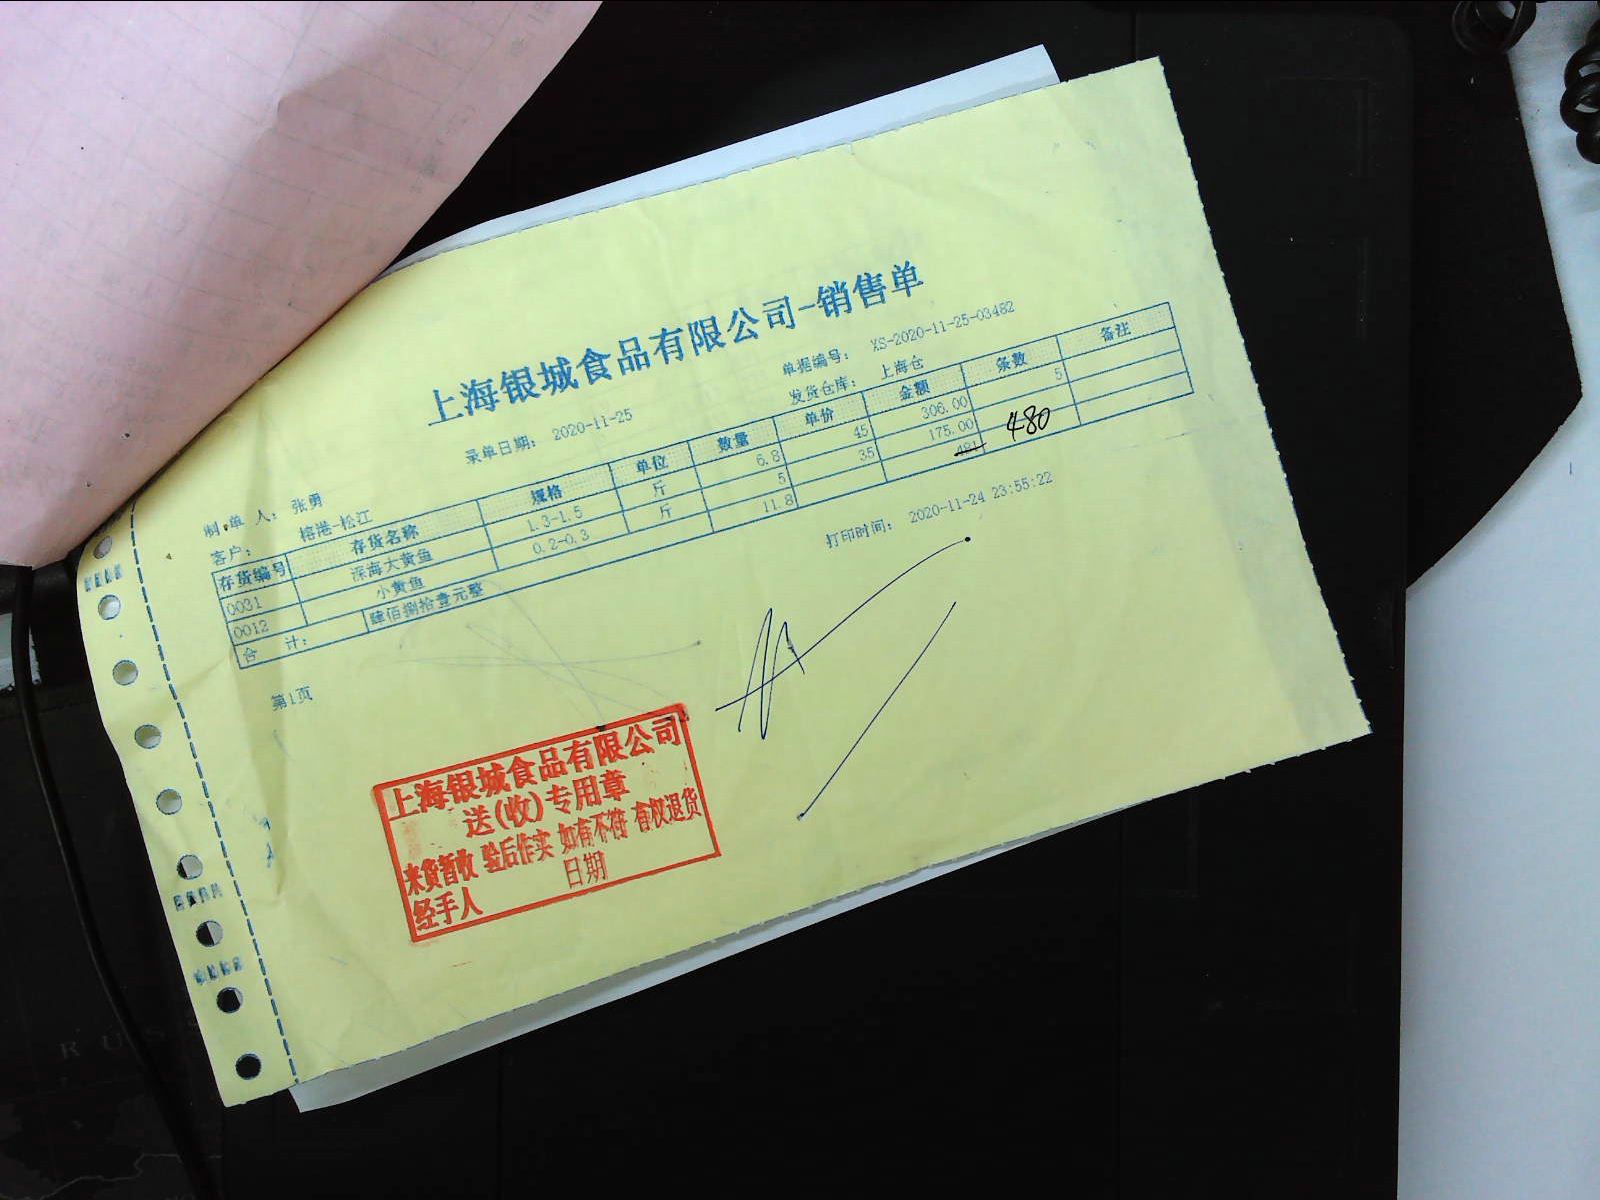 上海银城食品有限公司-销售单
录单日期： 2020-11-25
单据编号： XS-2020-11-25-03482
制 单 人： 张勇
发货仓库： 上海仓
客户： 榕港-松江
存货编号 存货名称 规格 单位 数量 单价 金额 条数 备注
0031 深海大黄鱼 1.3-1.5 斤 6.8 45 306.00 5
0012 小黄鱼 0.2-0.3 斤 5 35 175.00
合 计： 肆佰捌拾壹元整 11.8 481 480
打印时间： 2020-11-24 23:55:22
第1页
上海银城食品有限公司
送(收)专用章
来货暂收 验后作实 如有不符 有权退货
经手人 日期